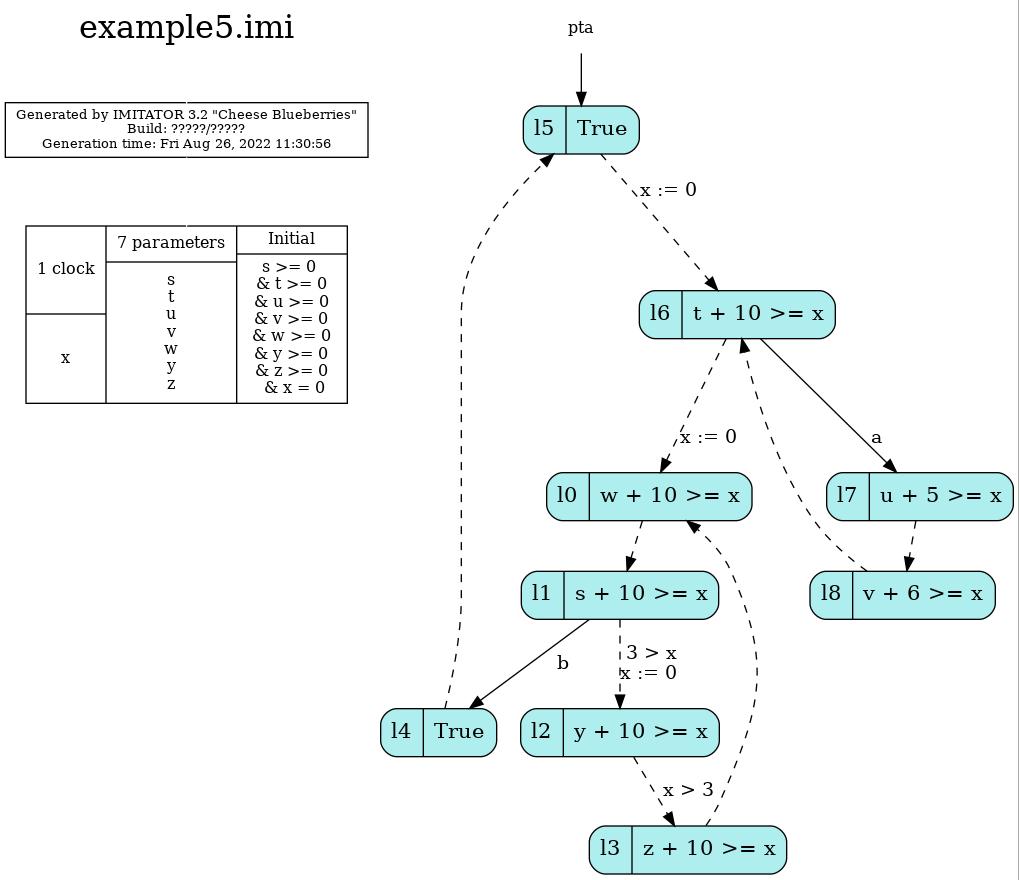 example5.imi
pta
Generated by IMITATOR 3.2 "Cheese Blueberries"
Build: ?????/?????
Generation time: Fri Aug 26, 2022 11:30:56
l5 True
x := 0
1 clock
x
7 parameters
s
t
u
v
w
y
z
Initial
s >= 0
& t >= 0
& u >= 0
& v >= 0
& w >= 0
& y >= 0
& z >= 0
& x = 0
l6 t + 10 >= x
x := 0
a
l0 w + 10 >= x
l7 u + 5 >= x
l1 s + 10 >= x
l8 v + 6 >= x
b
3 > x
x := 0
l4 True
l2 y + 10 >= x
x > 3
l3 z + 10 >= x